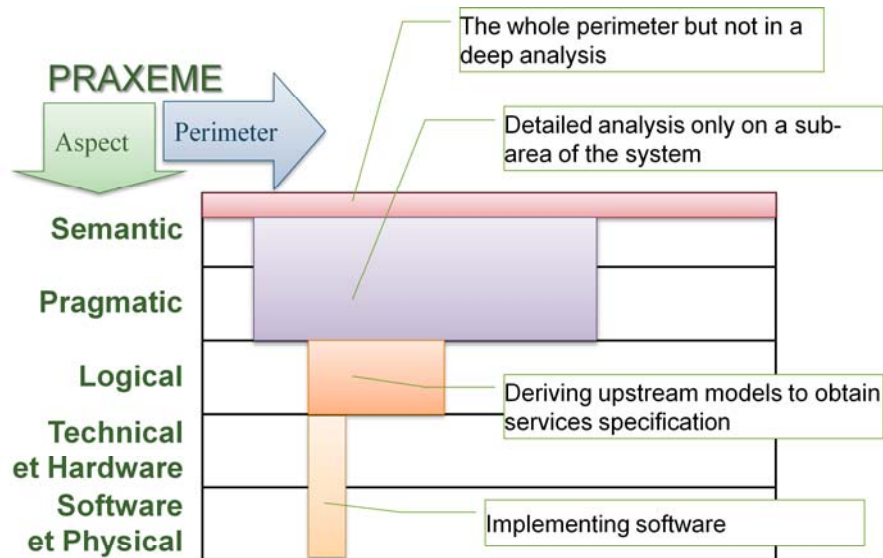 The whole perimeter but not in a
deep analysis
PRAXEME
Aspect
Perimeter
Detailed analysis only on a sub-
area of the system
Semantic
Pragmatic
Logical
Deriving upstream models to obtain
services specification
Technical
et Hardware
Software
et Physical
Implementing software